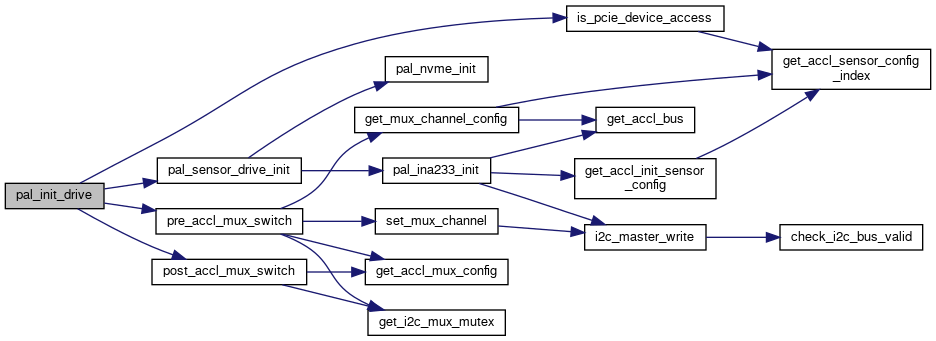 pal_init_drive
is_pcie_device_access
pal_sensor_drive_init
pre_accl_mux_switch
post_accl_mux_switch
pal_nvme_init
get_mux_channel_config
pal_ina233_init
set_mux_channel
get_accl_mux_config
get_i2c_mux_mutex
get_accl_bus
get_accl_init_sensor
_config
i2c_master_write
get_accl_sensor_config
_index
check_i2c_bus_valid